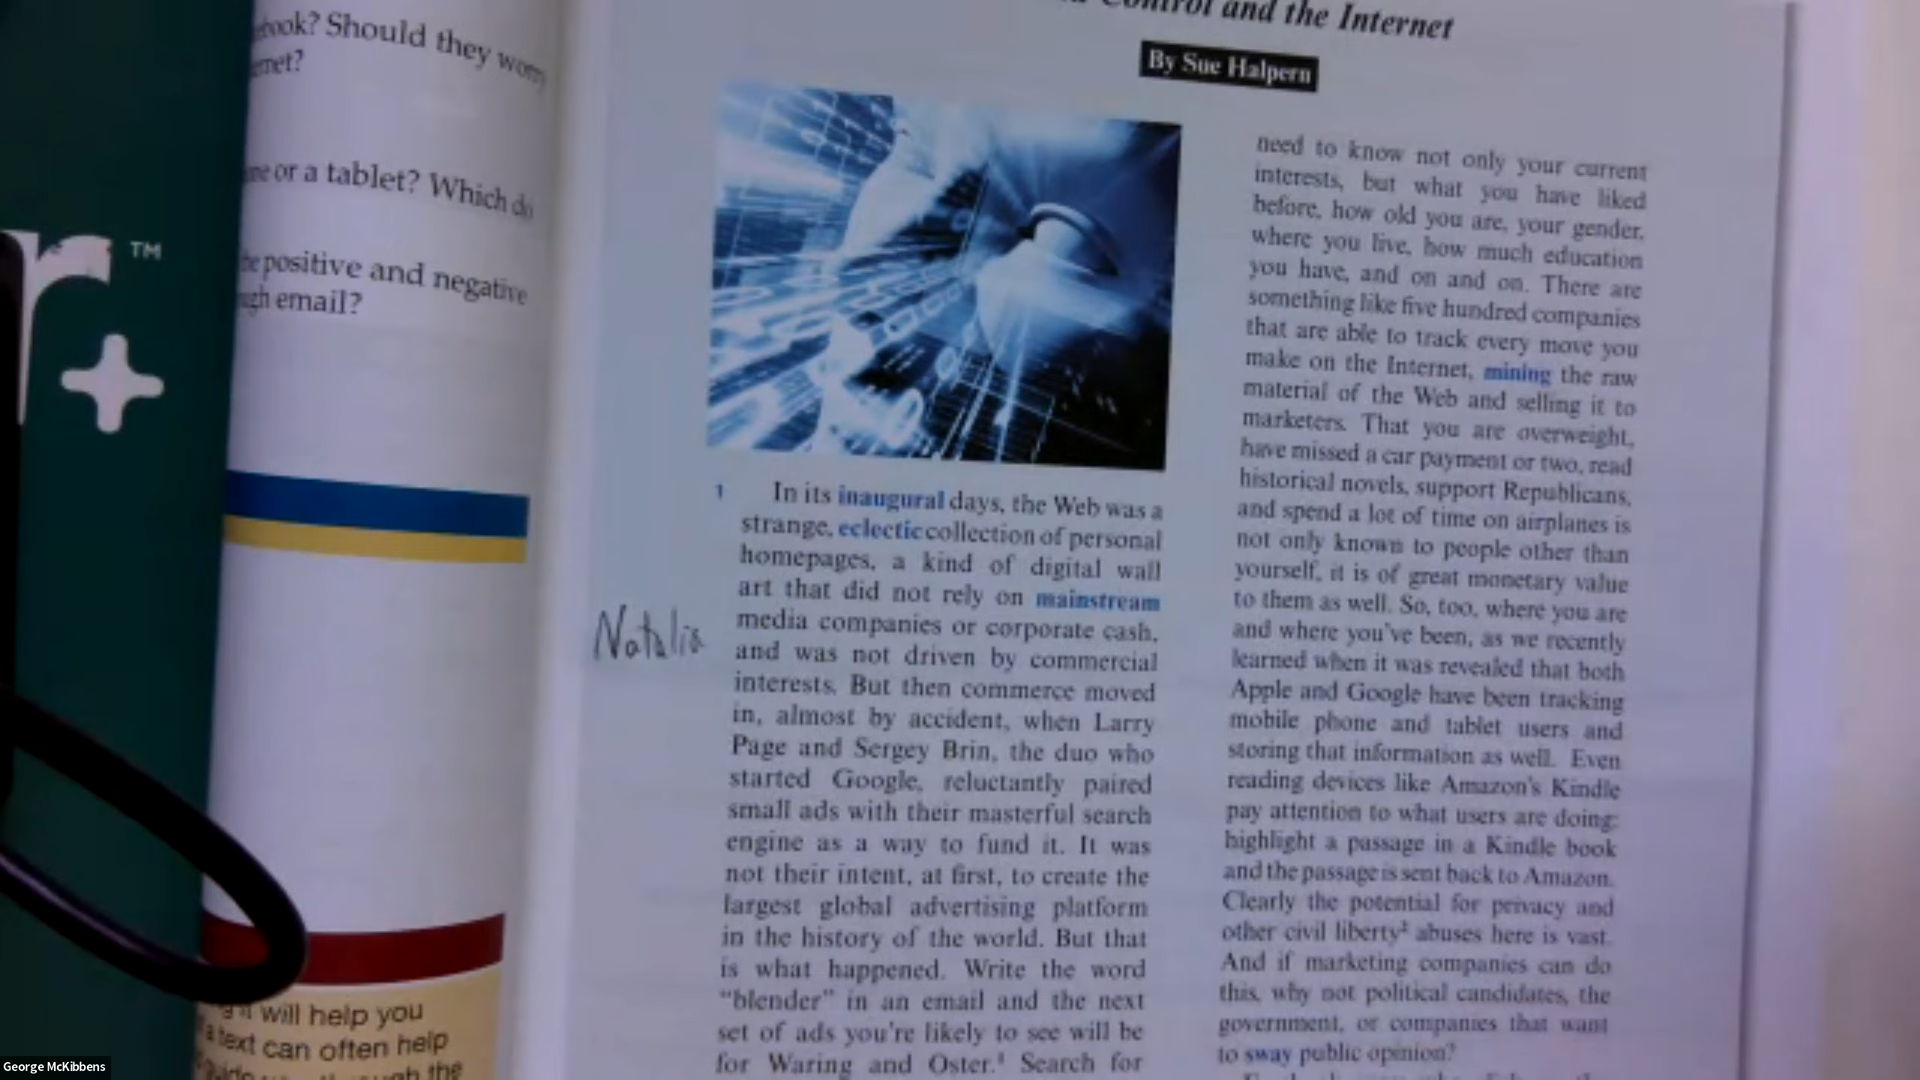 book? Should they worry
ernet?
one or a tablet? Which do
the positive and negative
ugh email?
r
TM
+
will help you
a text can often help
through the
Control and the Internet
By Sue Halpern
1 In its inaugural days, the Web was a
strange, eclectic collection of personal
homepages, a kind of digital wall
art that did not rely on mainstream
media companies or corporate cash,
and was not driven by commercial
interests. But then commerce moved
in, almost by accident, when Larry
Page and Sergey Brin, the duo who
started Google, reluctantly paired
small ads with their masterful search
engine as a way to fund it. It was
not their intent, at first, to create the
largest global advertising platform
in the history of the world. But that
is what happened. Write the word
“blender” in an email and the next
set of ads you're likely to see will be
for Waring and Oster.¹ Search for
Natalia
need to know not only your current
interests, but what you have liked
before, how old you are, your gender,
where you live, how much education
you have, and on and on. There are
something like five hundred companies
that are able to track every move you
make on the Internet, mining the raw
material of the Web and selling it to
marketers. That you are overweight,
have missed a car payment or two, read
historical novels, support Republicans,
and spend a lot of time on airplanes is
not only known to people other than
yourself, it is of great monetary value
to them as well. So, too, where you are
and where you've been, as we recently
learned when it was revealed that both
Apple and Google have been tracking
mobile phone and tablet users and
storing that information as well. Even
reading devices like Amazon's Kindle
pay attention to what users are doing:
highlight a passage in a Kindle book
and the passage is sent back to Amazon.
Clearly the potential for privacy and
other civil liberty² abuses here is vast.
And if marketing companies can do
this, why not political candidates, the
government, or companies that want
to sway public opinion?
George McKibbens